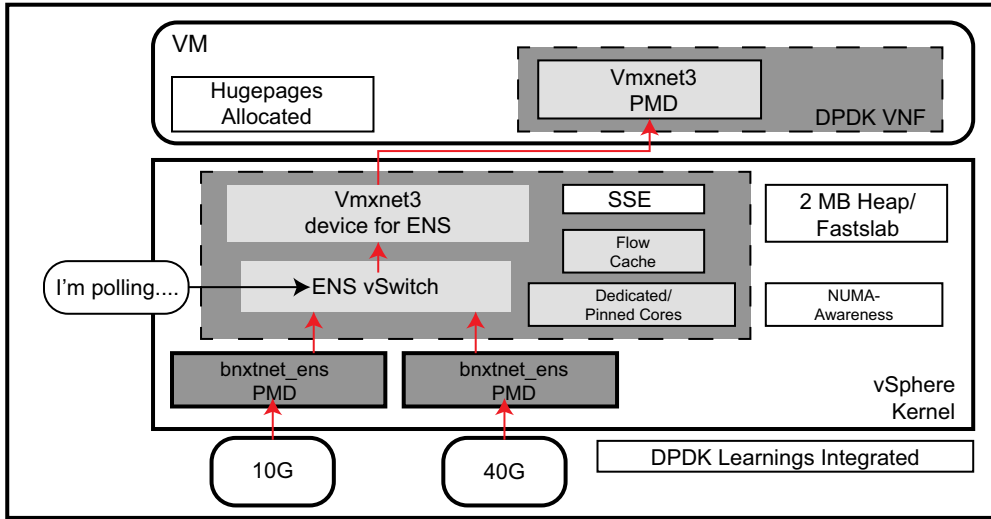 VM
Hugepages
Allocated
Vmxnet3
PMD
DPDK VNF
Vmxnet3
device for ENS
SSE
2 MB Heap/
Fastslab
Flow
Cache
I'm polling....
ENS vSwitch
Dedicated/
Pinned Cores
NUMA-
Awareness
bnxtnet_ens
PMD
bnxtnet_ens
PMD
vSphere
Kernel
10G
40G
DPDK Learnings Integrated